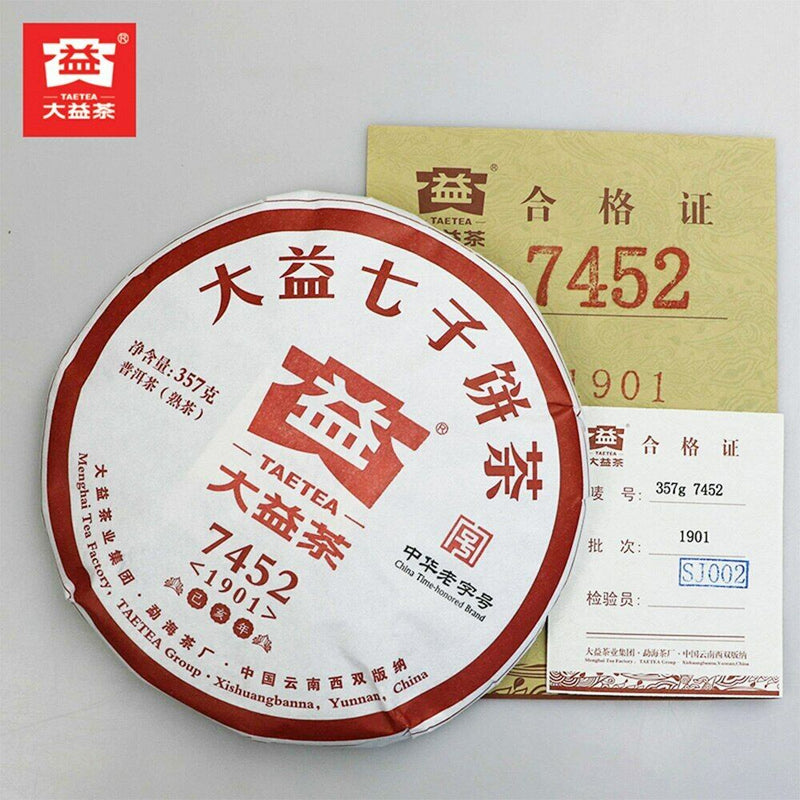 益®
TAETEA
大益茶
大益七子饼茶
净含量:357克
普洱茶（熟茶）
益®
TAETEA
大益茶
7452
<1901>
己亥年
中华老字号
China Time-honored Brand
大益茶业集团·勐海茶厂·中国云南西双版纳
Menghai Tea Factory, TAETEA Group · Xishuangbanna, Yunnan, China
益®
TAETEA
大益茶
合格证
7452
1901
益
大益茶
合格证
唛号: 357g 7452
批次: 1901
SJ002
检验员:
大益茶业集团·勐海茶厂·中国云南西双版纳
Menghai Tea Factory, TAETEA Group · Xishuangbanna, Yunnan, China